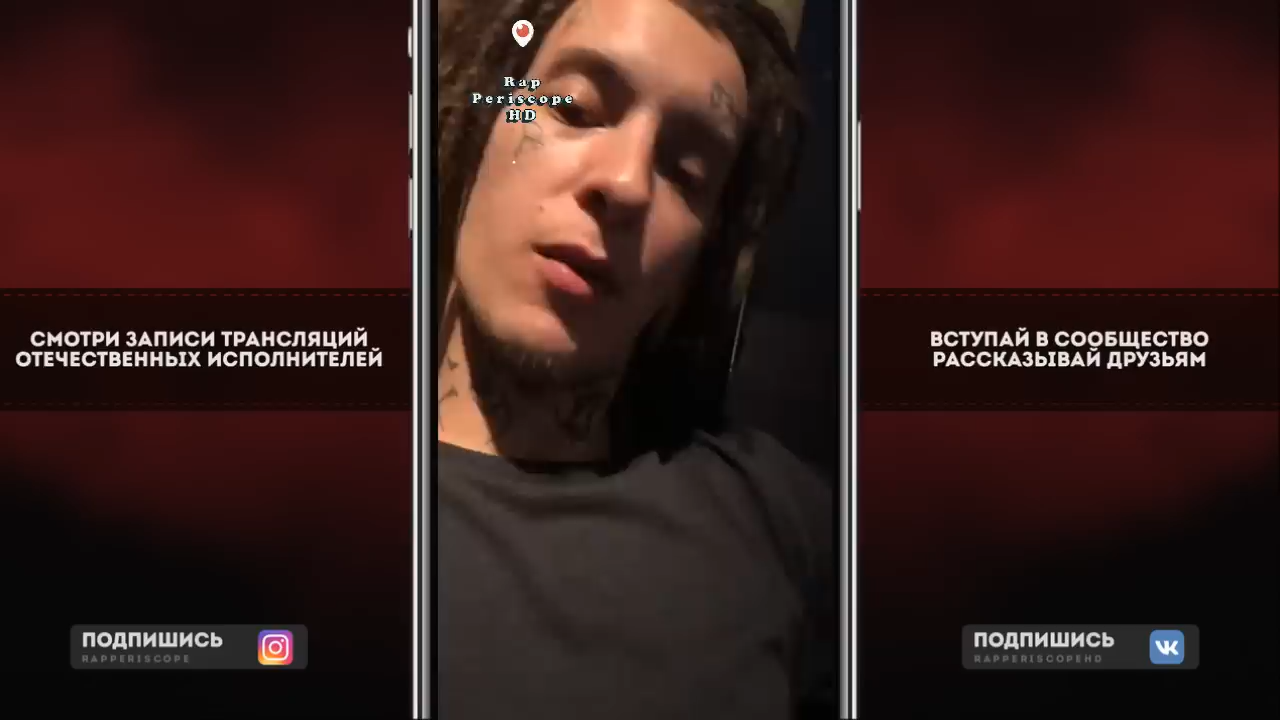 Rap
Periscope
HD
СМОТРИ ЗАПИСИ ТРАНСЛЯЦИЙ
ОТЕЧЕСТВЕННЫХ ИСПОЛНИТЕЛЕЙ
ВСТУПАЙ В СООБЩЕСТВО
РАССКАЗЫВАЙ ДРУЗЬЯМ
ПОДПИШИСЬ
RAPPERISCOPE
ПОДПИШИСЬ
RAPPERISCOPEHD